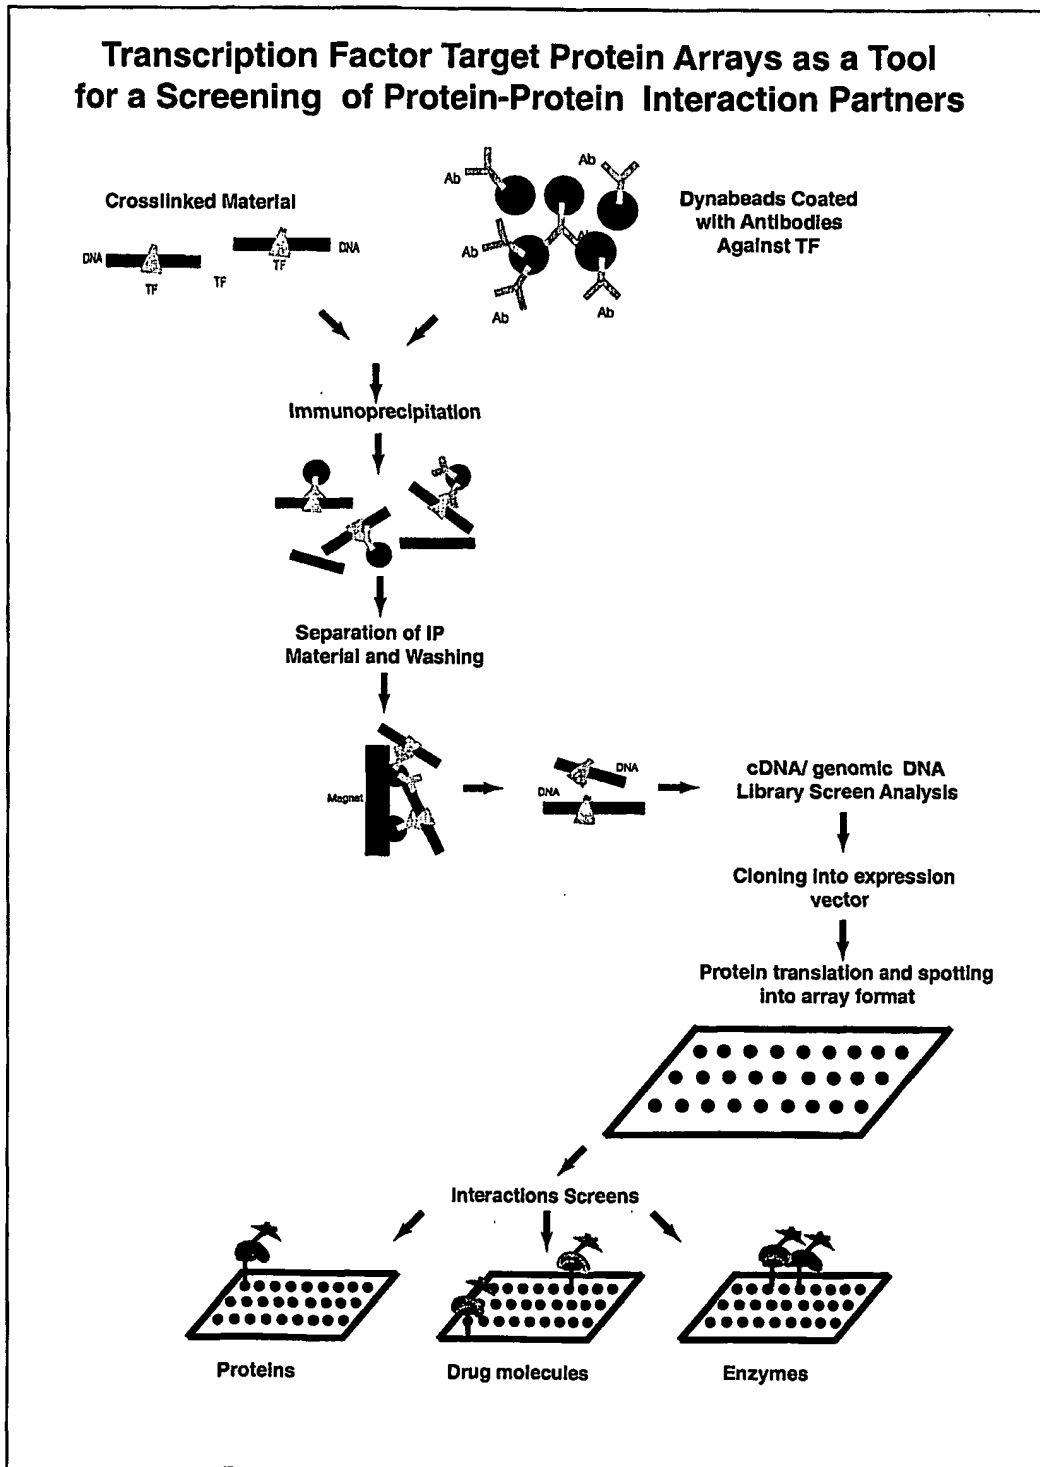 Transcription Factor Target Protein Arrays as a Tool
for a Screening of Protein-Protein Interaction Partners
Crosslinked Material
DNA
TF
TF
TF
DNA
Ab
Ab
Ab
Ab
Ab
Ab
Dynabeads Coated
with Antibodies
Against TF
Immunoprecipitation
Separation of IP
Material and Washing
Magnet
DNA
DNA
cDNA/ genomic DNA
Library Screen Analysis
Cloning into expression
vector
Protein translation and spotting
into array format
Interactions Screens
Proteins
Drug molecules
Enzymes